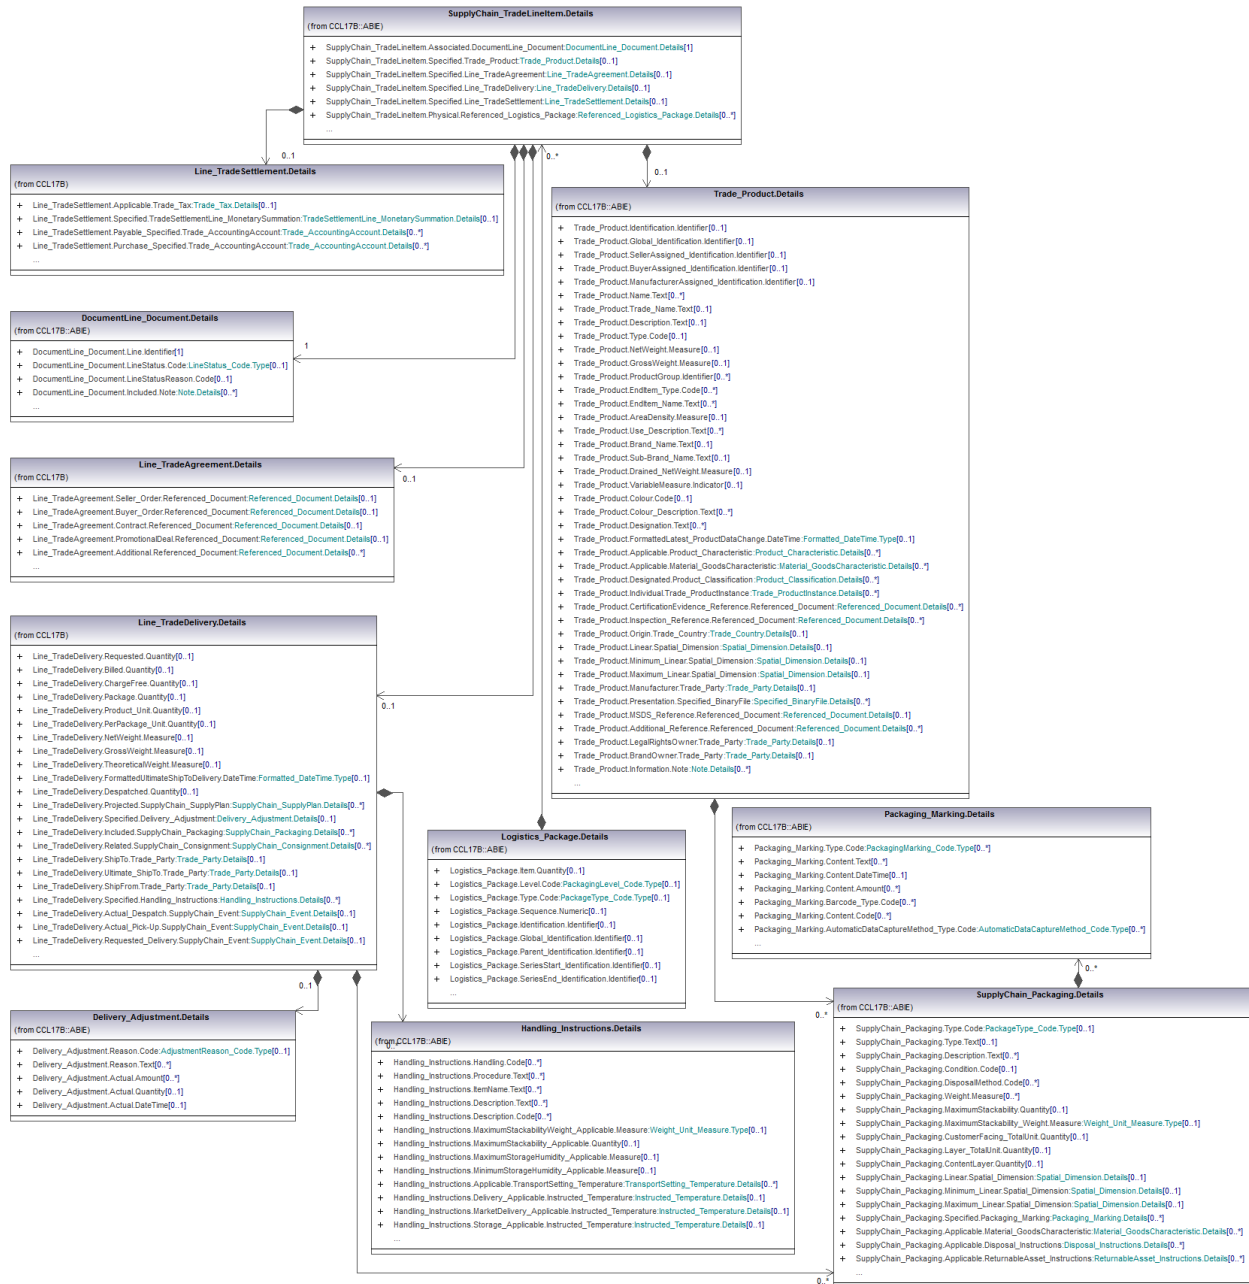 SupplyChain_TradeLineItem.Details
(from CCL17B::ABIE)
+ SupplyChain_TradeLineItem.Associated.DocumentLine_Document:DocumentLine_Document.Details[1]
+ SupplyChain_TradeLineItem.Specified.Trade_Product:Trade_Product.Details[0..1]
+ SupplyChain_TradeLineItem.Specified.Line_TradeAgreement:Line_TradeAgreement.Details[0..1]
+ SupplyChain_TradeLineItem.Specified.Line_TradeDelivery:Line_TradeDelivery.Details[0..1]
+ SupplyChain_TradeLineItem.Specified.Line_TradeSettlement:Line_TradeSettlement.Details[0..1]
+ SupplyChain_TradeLineItem.Physical.Referenced_Logistics_Package:Referenced_Logistics_Package.Details[0..*]
...
0..1
0..*
0..1
Line_TradeSettlement.Details
(from CCL17B)
+ Line_TradeSettlement.Applicable.Trade_Tax:Trade_Tax.Details[0..1]
+ Line_TradeSettlement.Specified.TradeSettlementLine_MonetarySummation:TradeSettlementLine_MonetarySummation.Details[0..1]
+ Line_TradeSettlement.Payable_Specified.Trade_AccountingAccount:Trade_AccountingAccount.Details[0..*]
+ Line_TradeSettlement.Purchase_Specified.Trade_AccountingAccount:Trade_AccountingAccount.Details[0..*]
...
DocumentLine_Document.Details
(from CCL17B::ABIE)
+ DocumentLine_Document.Line.Identifier[1]
+ DocumentLine_Document.LineStatus.Code:LineStatus_Code.Type[0..1]
+ DocumentLine_Document.LineStatusReason.Code[0..1]
+ DocumentLine_Document.Included.Note:Note.Details[0..*]
...
1
Line_TradeAgreement.Details
(from CCL17B)
+ Line_TradeAgreement.Seller_Order.Referenced_Document:Referenced_Document.Details[0..1]
+ Line_TradeAgreement.Buyer_Order.Referenced_Document:Referenced_Document.Details[0..1]
+ Line_TradeAgreement.Contract.Referenced_Document:Referenced_Document.Details[0..1]
+ Line_TradeAgreement.PromotionalDeal.Referenced_Document:Referenced_Document.Details[0..1]
+ Line_TradeAgreement.Additional.Referenced_Document:Referenced_Document.Details[0..*]
...
0..1
Line_TradeDelivery.Details
(from CCL17B)
+ Line_TradeDelivery.Requested.Quantity[0..1]
+ Line_TradeDelivery.Billed.Quantity[0..1]
+ Line_TradeDelivery.ChargeFree.Quantity[0..1]
+ Line_TradeDelivery.Package.Quantity[0..1]
+ Line_TradeDelivery.Product_Unit.Quantity[0..1]
+ Line_TradeDelivery.PerPackage_Unit.Quantity[0..1]
+ Line_TradeDelivery.NetWeight.Measure[0..1]
+ Line_TradeDelivery.GrossWeight.Measure[0..1]
+ Line_TradeDelivery.TheoreticalWeight.Measure[0..1]
+ Line_TradeDelivery.FormattedUltimateShipToDelivery.DateTime:Formatted_DateTime.Type[0..1]
+ Line_TradeDelivery.Despatched.Quantity[0..1]
+ Line_TradeDelivery.Projected.SupplyChain_SupplyPlan:SupplyChain_SupplyPlan.Details[0..*]
+ Line_TradeDelivery.Specified.Delivery_Adjustment:Delivery_Adjustment.Details[0..1]
+ Line_TradeDelivery.Included.SupplyChain_Packaging:SupplyChain_Packaging.Details[0..*]
+ Line_TradeDelivery.Related.SupplyChain_Consignment:SupplyChain_Consignment.Details[0..*]
+ Line_TradeDelivery.ShipTo.Trade_Party:Trade_Party.Details[0..1]
+ Line_TradeDelivery.Ultimate_ShipTo.Trade_Party:Trade_Party.Details[0..1]
+ Line_TradeDelivery.ShipFrom.Trade_Party:Trade_Party.Details[0..1]
+ Line_TradeDelivery.Specified.Handling_Instructions:Handling_Instructions.Details[0..*]
+ Line_TradeDelivery.Actual_Despatch.SupplyChain_Event:SupplyChain_Event.Details[0..1]
+ Line_TradeDelivery.Actual_Pick-Up.SupplyChain_Event:SupplyChain_Event.Details[0..1]
+ Line_TradeDelivery.Requested_Delivery.SupplyChain_Event:SupplyChain_Event.Details[0..1]
...
0..1
Trade_Product.Details
(from CCL17B::ABIE)
+ Trade_Product.Identification.Identifier[0..1]
+ Trade_Product.Global_Identification.Identifier[0..1]
+ Trade_Product.SellerAssigned_Identification.Identifier[0..1]
+ Trade_Product.BuyerAssigned_Identification.Identifier[0..1]
+ Trade_Product.ManufacturerAssigned_Identification.Identifier[0..1]
+ Trade_Product.Name.Text[0..*]
+ Trade_Product.Trade_Name.Text[0..1]
+ Trade_Product.Description.Text[0..1]
+ Trade_Product.Type.Code[0..1]
+ Trade_Product.NetWeight.Measure[0..1]
+ Trade_Product.GrossWeight.Measure[0..1]
+ Trade_Product.ProductGroup.Identifier[0..*]
+ Trade_Product.EndItem_Type.Code[0..*]
+ Trade_Product.EndItem_Name.Text[0..*]
+ Trade_Product.AreaDensity.Measure[0..1]
+ Trade_Product.Use_Description.Text[0..*]
+ Trade_Product.Brand_Name.Text[0..1]
+ Trade_Product.Sub-Brand_Name.Text[0..1]
+ Trade_Product.Drained_NetWeight.Measure[0..1]
+ Trade_Product.VariableMeasure.Indicator[0..1]
+ Trade_Product.Colour.Code[0..1]
+ Trade_Product.Colour_Description.Text[0..*]
+ Trade_Product.Designation.Text[0..*]
+ Trade_Product.FormattedLatest_ProductDataChange.DateTime:Formatted_DateTime.Type[0..1]
+ Trade_Product.Applicable.Product_Characteristic:Product_Characteristic.Details[0..*]
+ Trade_Product.Applicable.Material_GoodsCharacteristic:Material_GoodsCharacteristic.Details[0..*]
+ Trade_Product.Designated.Product_Classification:Product_Classification.Details[0..*]
+ Trade_Product.Individual.Trade_ProductInstance:Trade_ProductInstance.Details[0..*]
+ Trade_Product.CertificationEvidence_Reference.Referenced_Document:Referenced_Document.Details[0..*]
+ Trade_Product.Inspection_Reference.Referenced_Document:Referenced_Document.Details[0..*]
+ Trade_Product.Origin.Trade_Country:Trade_Country.Details[0..1]
+ Trade_Product.Linear.Spatial_Dimension:Spatial_Dimension.Details[0..*]
+ Trade_Product.Minimum_Linear.Spatial_Dimension:Spatial_Dimension.Details[0..1]
+ Trade_Product.Maximum_Linear.Spatial_Dimension:Spatial_Dimension.Details[0..1]
+ Trade_Product.Manufacturer.Trade_Party:Trade_Party.Details[0..1]
+ Trade_Product.Presentation.Specified_BinaryFile:Specified_BinaryFile.Details[0..*]
+ Trade_Product.MSDS_Reference.Referenced_Document:Referenced_Document.Details[0..1]
+ Trade_Product.Additional_Reference.Referenced_Document:Referenced_Document.Details[0..*]
+ Trade_Product.LegalRightsOwner.Trade_Party:Trade_Party.Details[0..1]
+ Trade_Product.BrandOwner.Trade_Party:Trade_Party.Details[0..1]
+ Trade_Product.Information.Note:Note.Details[0..*]
...
Packaging_Marking.Details
(from CCL17B::ABIE)
+ Packaging_Marking.Type.Code:PackagingMarking_Code.Type[0..*]
+ Packaging_Marking.Content.Text[0..*]
+ Packaging_Marking.Content.DateTime[0..1]
+ Packaging_Marking.Content.Amount[0..*]
+ Packaging_Marking.Barcode_Type.Code[0..*]
+ Packaging_Marking.Content.Code[0..*]
+ Packaging_Marking.AutomaticDataCaptureMethod_Type.Code:AutomaticDataCaptureMethod_Code.Type[0..*]
...
0..*
Logistics_Package.Details
(from CCL17B::ABIE)
+ Logistics_Package.Item.Quantity[0..1]
+ Logistics_Package.Level.Code:PackagingLevel_Code.Type[0..1]
+ Logistics_Package.Type.Code:PackageType_Code.Type[0..1]
+ Logistics_Package.Sequence.Numeric[0..1]
+ Logistics_Package.Identification.Identifier[0..1]
+ Logistics_Package.Global_Identification.Identifier[0..1]
+ Logistics_Package.Parent_Identification.Identifier[0..1]
+ Logistics_Package.SeriesStart_Identification.Identifier[0..1]
+ Logistics_Package.SeriesEnd_Identification.Identifier[0..1]
...
0..1
Delivery_Adjustment.Details
(from CCL17B::ABIE)
+ Delivery_Adjustment.Reason.Code:AdjustmentReason_Code.Type[0..1]
+ Delivery_Adjustment.Reason.Text[0..*]
+ Delivery_Adjustment.Actual.Amount[0..*]
+ Delivery_Adjustment.Actual.Quantity[0..1]
+ Delivery_Adjustment.Actual.DateTime[0..1]
Handling_Instructions.Details
(from CCL17B::ABIE)
0..*
+ Handling_Instructions.Handling.Code[0..*]
+ Handling_Instructions.Procedure.Text[0..*]
+ Handling_Instructions.ItemName.Text[0..*]
+ Handling_Instructions.Description.Text[0..*]
+ Handling_Instructions.Description.Code[0..*]
+ Handling_Instructions.MaximumStackabilityWeight_Applicable.Measure:Weight_Unit_Measure.Type[0..1]
+ Handling_Instructions.MaximumStackability_Applicable.Quantity[0..1]
+ Handling_Instructions.MaximumStorageHumidity_Applicable.Measure[0..1]
+ Handling_Instructions.MinimumStorageHumidity_Applicable.Measure[0..1]
+ Handling_Instructions.Applicable.TransportSetting_Temperature:TransportSetting_Temperature.Details[0..*]
+ Handling_Instructions.Delivery_Applicable.Instructed_Temperature:Instructed_Temperature.Details[0..1]
+ Handling_Instructions.MarketDelivery_Applicable.Instructed_Temperature:Instructed_Temperature.Details[0..1]
+ Handling_Instructions.Storage_Applicable.Instructed_Temperature:Instructed_Temperature.Details[0..1]
...
0..*
SupplyChain_Packaging.Details
(from CCL17B::ABIE)
+ SupplyChain_Packaging.Type.Code:PackageType_Code.Type[0..1]
+ SupplyChain_Packaging.Type.Text[0..1]
+ SupplyChain_Packaging.Description.Text[0..*]
+ SupplyChain_Packaging.Condition.Code[0..1]
+ SupplyChain_Packaging.DisposalMethod.Code[0..*]
+ SupplyChain_Packaging.Weight.Measure[0..*]
+ SupplyChain_Packaging.MaximumStackability.Quantity[0..1]
+ SupplyChain_Packaging.MaximumStackability_Weight.Measure:Weight_Unit_Measure.Type[0..1]
+ SupplyChain_Packaging.CustomerFacing_TotalUnit.Quantity[0..1]
+ SupplyChain_Packaging.Layer_TotalUnit.Quantity[0..1]
+ SupplyChain_Packaging.ContentLayer.Quantity[0..1]
+ SupplyChain_Packaging.Linear.Spatial_Dimension:Spatial_Dimension.Details[0..1]
+ SupplyChain_Packaging.Minimum_Linear.Spatial_Dimension:Spatial_Dimension.Details[0..1]
+ SupplyChain_Packaging.Maximum_Linear.Spatial_Dimension:Spatial_Dimension.Details[0..1]
+ SupplyChain_Packaging.Specified.Packaging_Marking:Packaging_Marking.Details[0..*]
+ SupplyChain_Packaging.Applicable.Material_GoodsCharacteristic:Material_GoodsCharacteristic.Details[0..*]
+ SupplyChain_Packaging.Applicable.Disposal_Instructions:Disposal_Instructions.Details[0..*]
+ SupplyChain_Packaging.Applicable.ReturnableAsset_Instructions:ReturnableAsset_Instructions.Details[0..*]
...
0..*